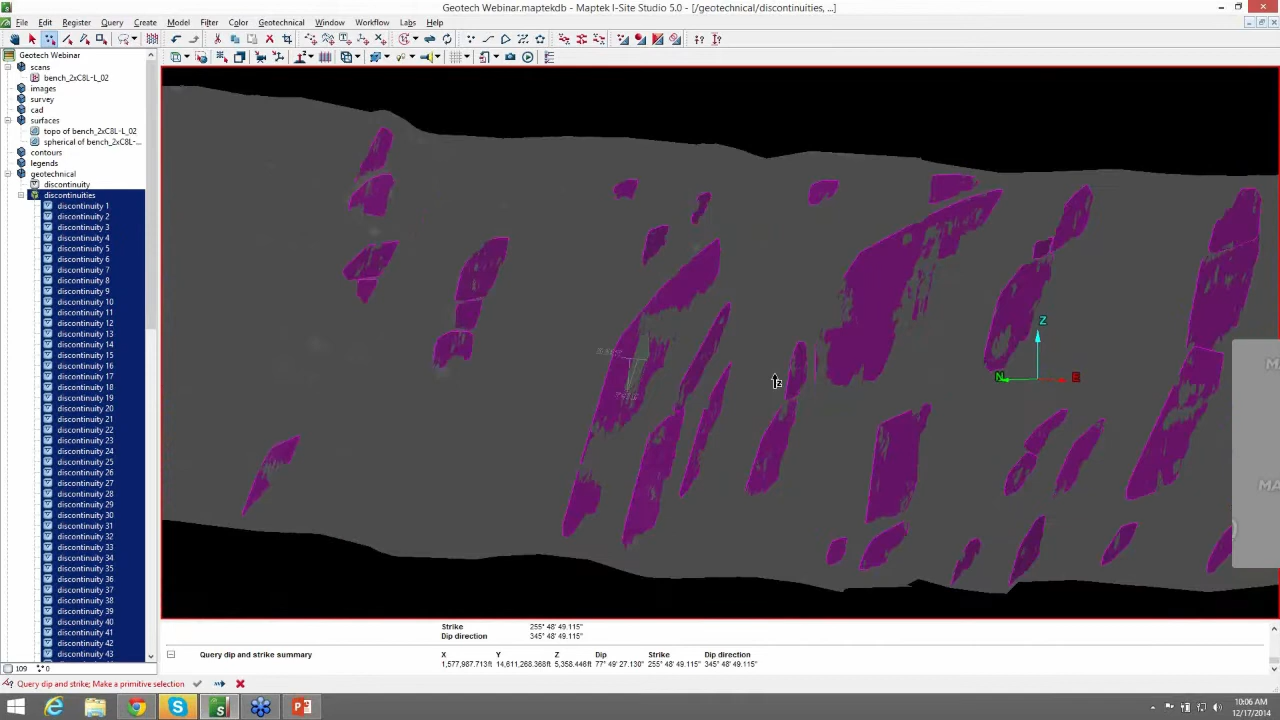 Geotech Webinar.maptekdb - Maptek I-Site Studio 5.0 - [/geotechnical/discontinuities, ...]
File Edit Register Query Create Model Filter Color Geotechnical Window Workflow Labs Help
Geotech Webinar
scans
bench_2xC8L-L_02
images
survey
cad
surfaces
topo of bench_2xC8L-L_02
spherical of bench_2xC8L-...
contours
legends
geotechnical
discontinuity
discontinuities
discontinuity 1
discontinuity 2
discontinuity 3
discontinuity 4
discontinuity 5
discontinuity 6
discontinuity 7
discontinuity 8
discontinuity 9
discontinuity 10
discontinuity 11
discontinuity 12
discontinuity 13
discontinuity 14
discontinuity 15
discontinuity 16
discontinuity 17
discontinuity 18
discontinuity 19
discontinuity 20
discontinuity 21
discontinuity 22
discontinuity 23
discontinuity 24
discontinuity 25
discontinuity 26
discontinuity 27
discontinuity 28
discontinuity 29
discontinuity 30
discontinuity 31
discontinuity 32
discontinuity 33
discontinuity 34
discontinuity 35
discontinuity 36
discontinuity 37
discontinuity 38
discontinuity 39
discontinuity 40
discontinuity 41
discontinuity 42
discontinuity 43
Z
N E
Strike 255° 48' 49.115"
Dip direction 345° 48' 49.115"
Query dip and strike summary
X Y Z Dip Strike Dip direction
1,577,987.713ft 14,611,268.368ft 5,358.446ft 77° 49' 27.130" 255° 48' 49.115" 345° 48' 49.115"
109 0
Query dip and strike; Make a primitive selection
10:06 AM
12/17/2014